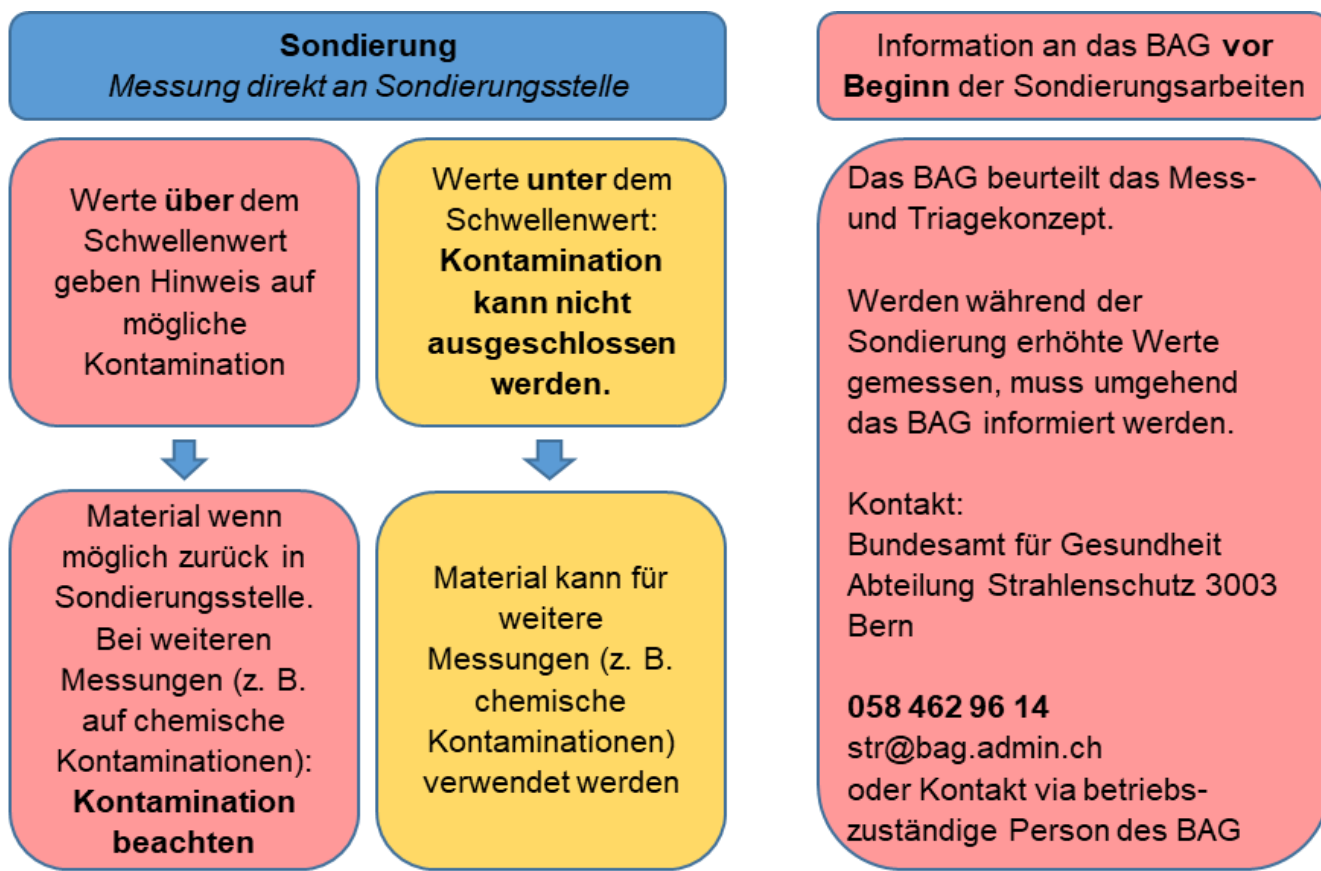 Sondierung
Messung direkt an Sondierungsstelle
Werte über dem
Schwellenwert
geben Hinweis auf
mögliche
Kontamination
Material wenn
möglich zurück in
Sondierungsstelle.
Bei weiteren
Messungen (z. B.
auf chemische
Kontaminationen):
Kontamination
beachten
Werte unter dem
Schwellenwert:
Kontamination
kann nicht
ausgeschlossen
werden.
Material kann für
weitere
Messungen (z. B.
chemische
Kontaminationen)
verwendet werden
Information an das BAG vor
Beginn der Sondierungsarbeiten
Das BAG beurteilt das Mess-
und Triagekonzept.
Werden während der
Sondierung erhöhte Werte
gemessen, muss umgehend
das BAG informiert werden.
Kontakt:
Bundesamt für Gesundheit
Abteilung Strahlenschutz 3003
Bern
058 462 96 14
str@bag.admin.ch
oder Kontakt via betriebs-
zuständige Person des BAG